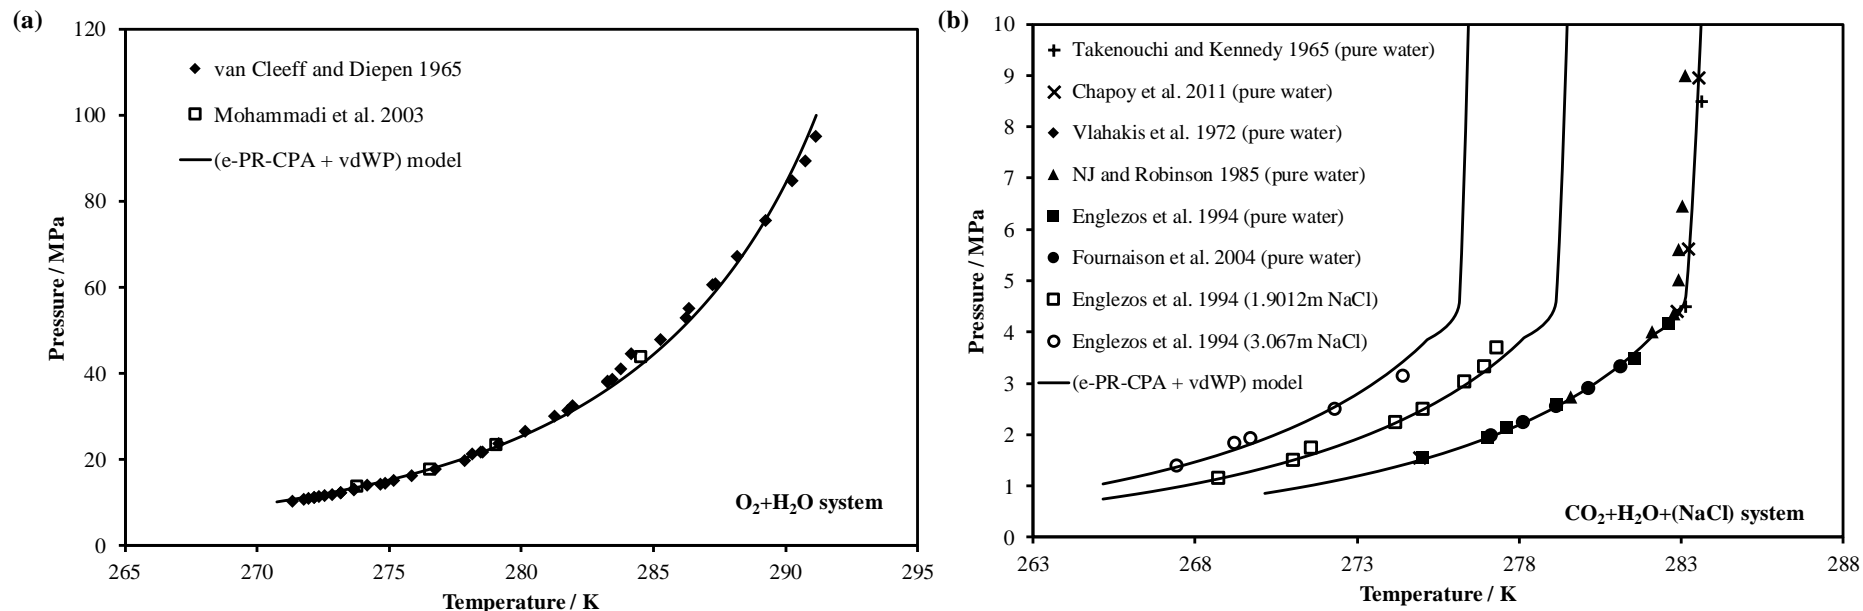 (a)
120
100
80
60
40
20
0
Pressure / MPa
van Cleeff and Diepen 1965
Mohammadi et al. 2003
(e-PR-CPA + vdWP) model
O₂+H₂O system
265 270 275 280 285 290 295
Temperature / K
(b)
10
9
8
7
6
5
4
3
2
1
0
Pressure / MPa
Takenouchi and Kennedy 1965 (pure water)
Chapoy et al. 2011 (pure water)
Vlahakis et al. 1972 (pure water)
NJ and Robinson 1985 (pure water)
Englezos et al. 1994 (pure water)
Fournaison et al. 2004 (pure water)
Englezos et al. 1994 (1.9012m NaCl)
Englezos et al. 1994 (3.067m NaCl)
(e-PR-CPA + vdWP) model
CO₂+H₂O+(NaCl) system
263 268 273 278 283 288
Temperature / K